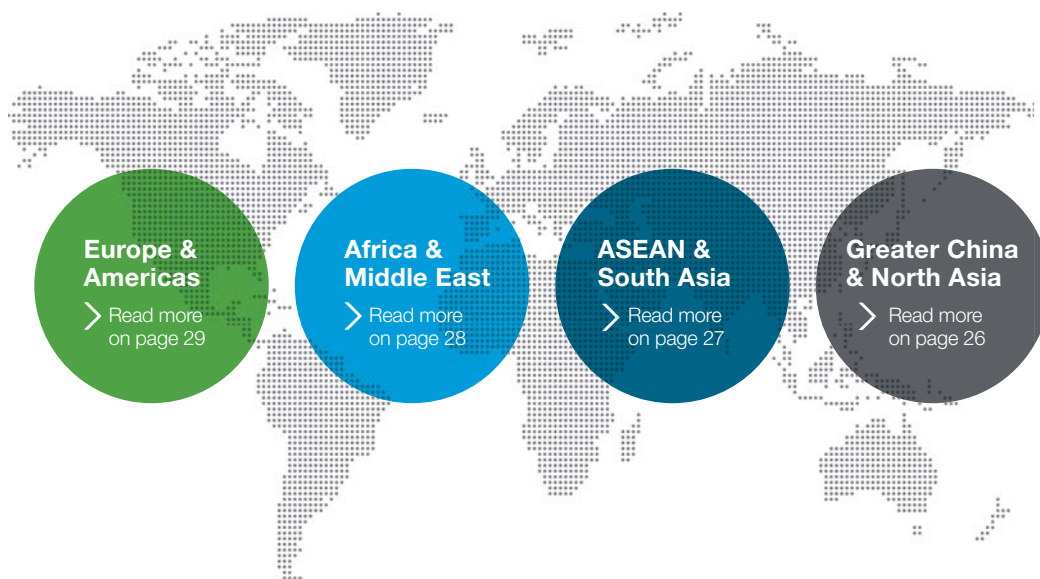 Europe &
Americas
Read more
on page 29
Africa &
Middle East
Read more
on page 28
ASEAN &
South Asia
Read more
on page 27
Greater China
& North Asia
Read more
on page 26